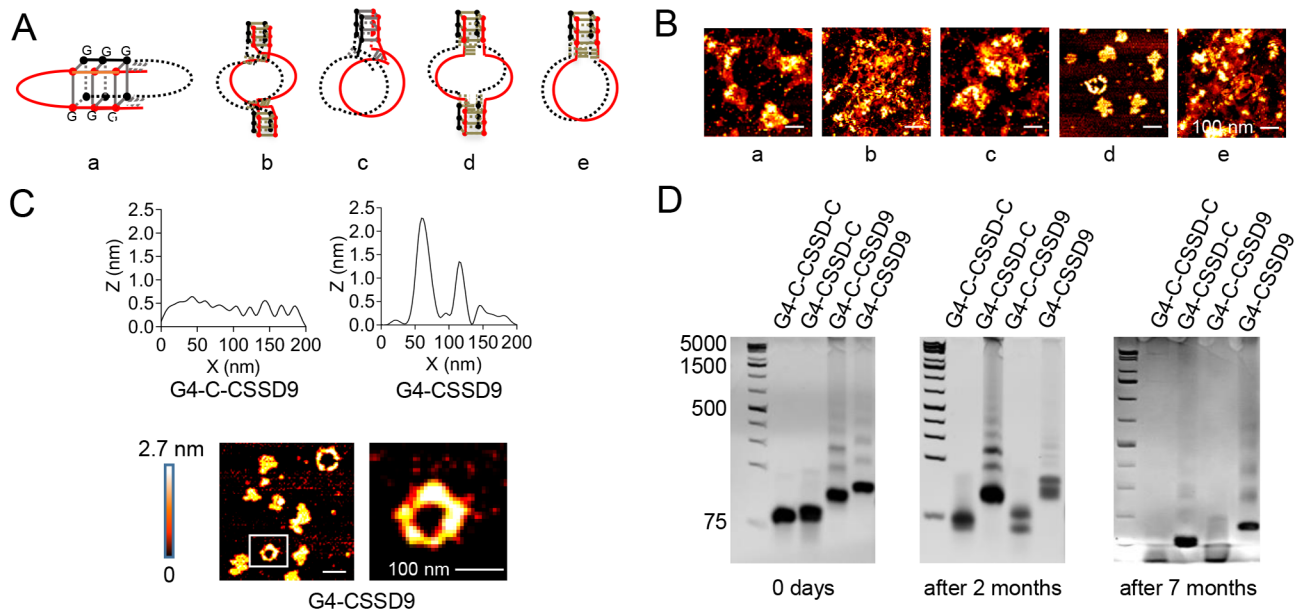 A
G G G
G G G
a b c d e
B
100 nm
a b c d e
C
2.5
2.0
1.5
1.0
0.5
0.0
Z (nm)
0 50 100 150 200
X (nm)
G4-C-CSSD9
2.5
2.0
1.5
1.0
0.5
0.0
Z (nm)
0 50 100 150 200
X (nm)
G4-CSSD9
2.7 nm
0
100 nm
G4-CSSD9
D
G4-C-CSSD-C
G4-CSSD-C
G4-C-CSSD9
G4-CSSD9
5000
1500
500
75
0 days
G4-C-CSSD-C
G4-CSSD-C
G4-C-CSSD9
G4-CSSD9
after 2 months
G4-C-CSSD-C
G4-CSSD-C
G4-C-CSSD9
G4-CSSD9
after 7 months